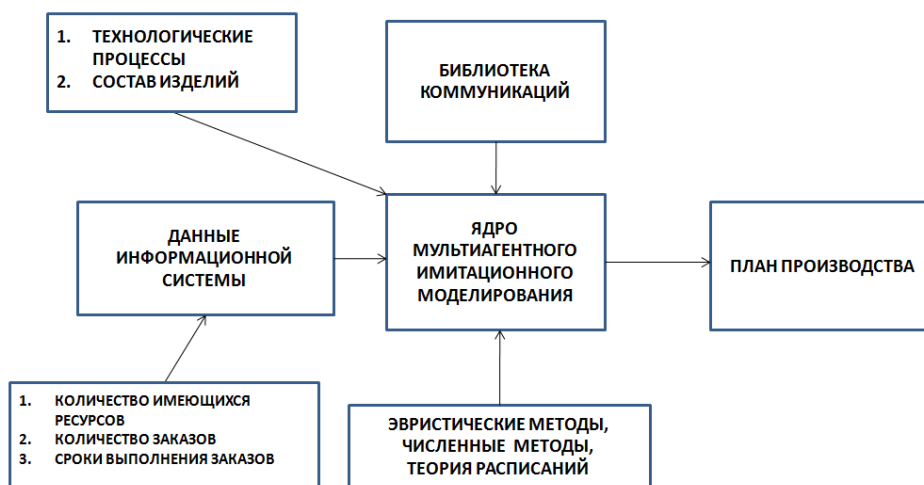 1. ТЕХНОЛОГИЧЕСКИЕ
ПРОЦЕССЫ
2. СОСТАВ ИЗДЕЛИЙ
БИБЛИОТЕКА
КОММУНИКАЦИЙ
ДАННЫЕ
ИНФОРМАЦИОННОЙ
СИСТЕМЫ
ЯДРО
МУЛЬТИАГЕНТНОГО
ИМИТАЦИОННОГО
МОДЕЛИРОВАНИЯ
ПЛАН ПРОИЗВОДСТВА
1. КОЛИЧЕСТВО ИМЕЮЩИХСЯ
РЕСУРСОВ
2. КОЛИЧЕСТВО ЗАКАЗОВ
3. СРОКИ ВЫПОЛНЕНИЯ ЗАКАЗОВ
ЭВРИСТИЧЕСКИЕ МЕТОДЫ,
ЧИСЛЕННЫЕ МЕТОДЫ,
ТЕОРИЯ РАСПИСАНИЙ